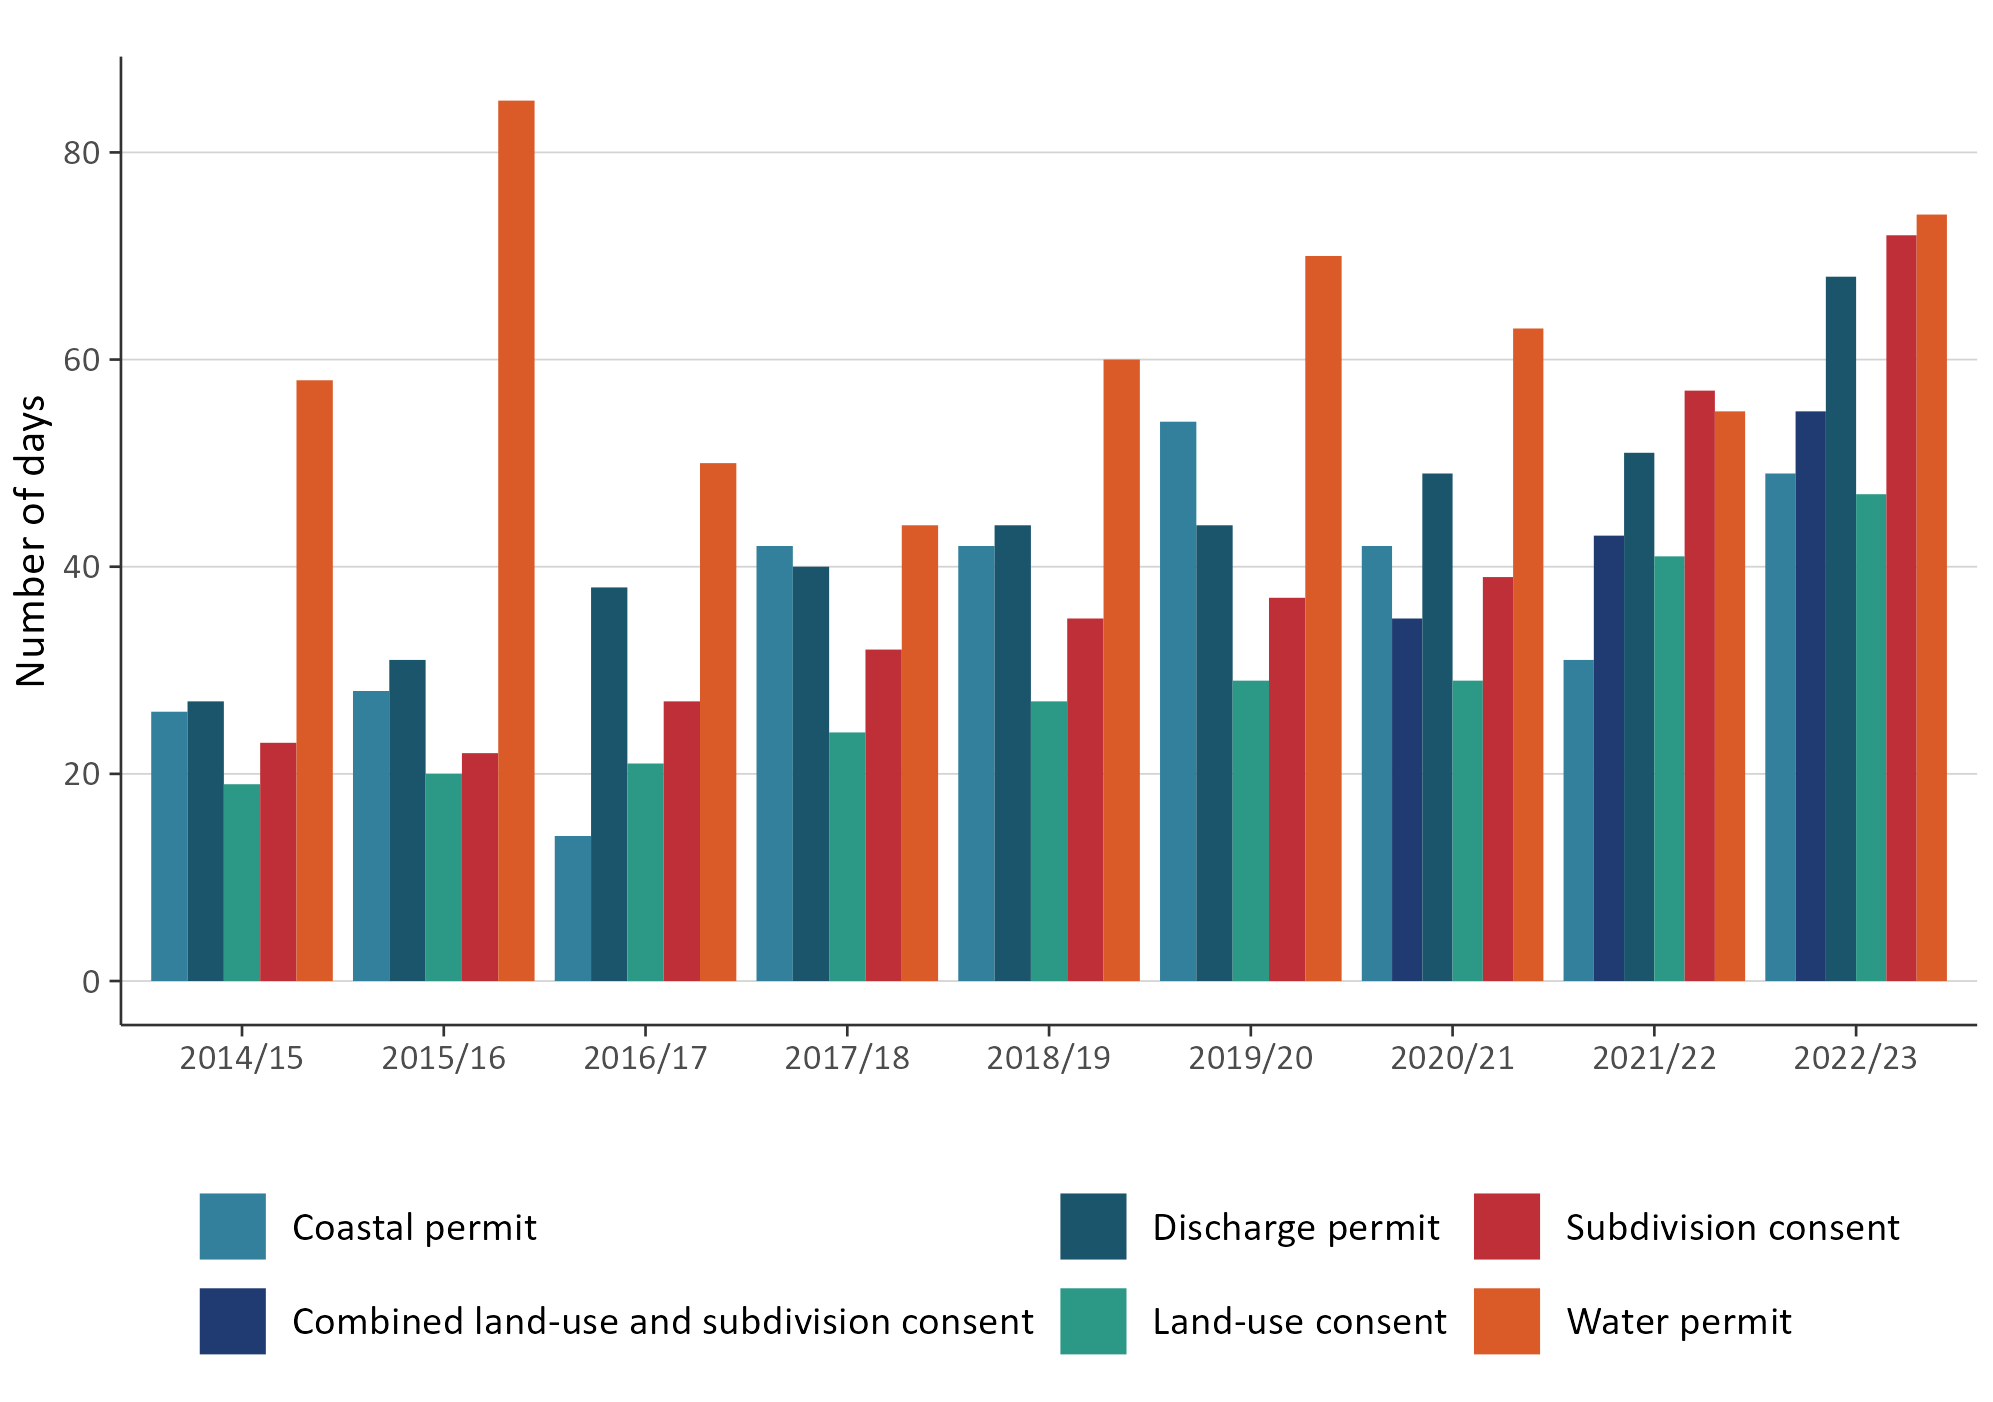 Number of days
80
60
40
20
0
2014/15 2015/16 2016/17 2017/18 2018/19 2019/20 2020/21 2021/22 2022/23
Coastal permit Discharge permit Subdivision consent
Combined land-use and subdivision consent Land-use consent Water permit